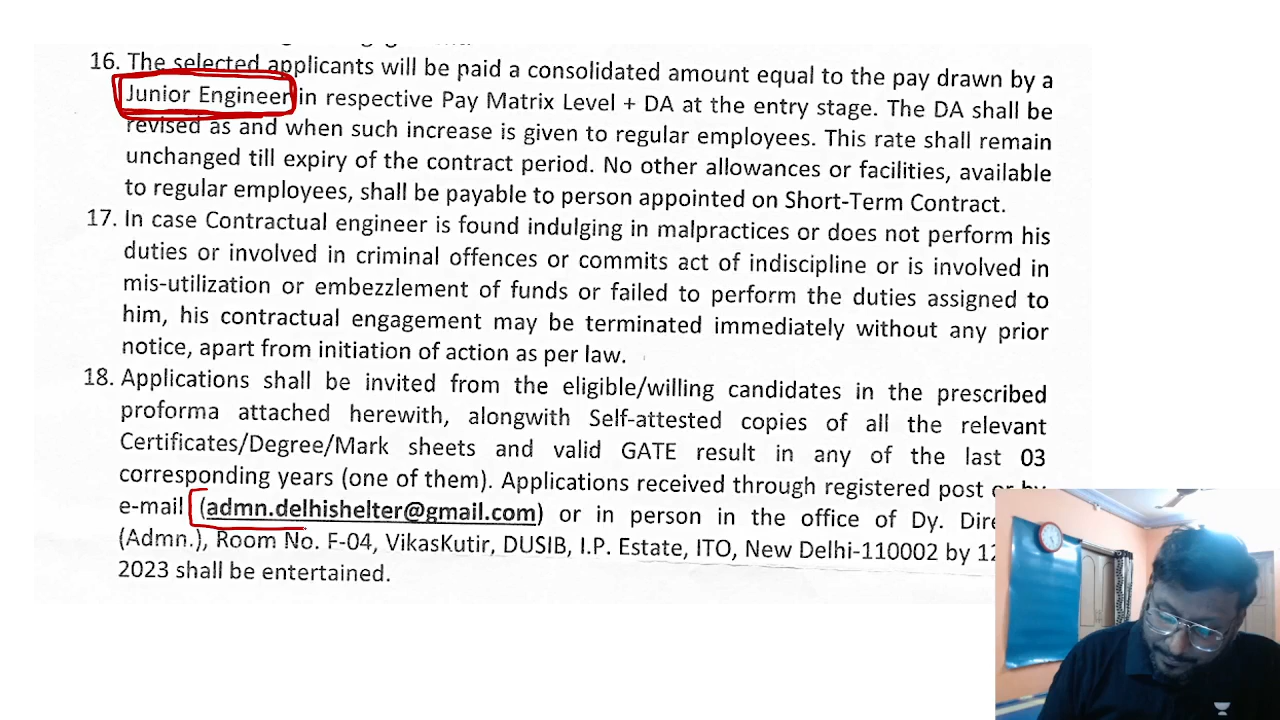 16. The selected applicants will be paid a consolidated amount equal to the pay drawn by a
Junior Engineer in respective Pay Matrix Level + DA at the entry stage. The DA shall be
revised as and when such increase is given to regular employees. This rate shall remain
unchanged till expiry of the contract period. No other allowances or facilities, available
to regular employees, shall be payable to person appointed on Short-Term Contract.
17. In case Contractual engineer is found indulging in malpractices or does not perform his
duties or involved in criminal offences or commits act of indiscipline or is involved in
mis-utilization or embezzlement of funds or failed to perform the duties assigned to
him, his contractual engagement may be terminated immediately without any prior
notice, apart from initiation of action as per law.
18. Applications shall be invited from the eligible/willing candidates in the prescribed
proforma attached herewith, alongwith Self-attested copies of all the relevant
Certificates/Degree/Mark sheets and valid GATE result in any of the last 03
corresponding years (one of them). Applications received through registered post or by
e-mail (admn.delhishelter@gmail.com) or in person in the office of Dy.
(Admn.), Room No. F-04, VikasKutir, DUSIB, I.P. Estate, ITO, New Delhi-110002 by
2023 shall be entertained.